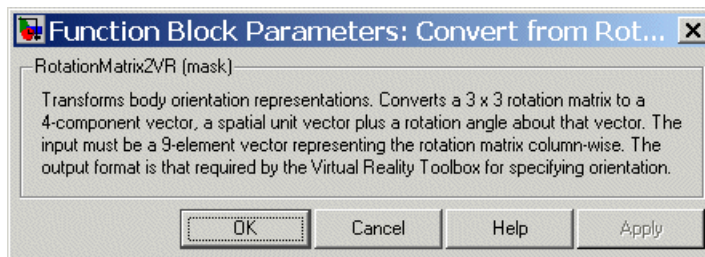 Function Block Parameters: Convert from Rot...
RotationMatrix2VR (mask)
Transforms body orientation representations. Converts a 3 x 3 rotation matrix to a
4-component vector, a spatial unit vector plus a rotation angle about that vector. The
input must be a 9-element vector representing the rotation matrix column-wise. The
output format is that required by the Virtual Reality Toolbox for specifying orientation.
OK Cancel Help Apply